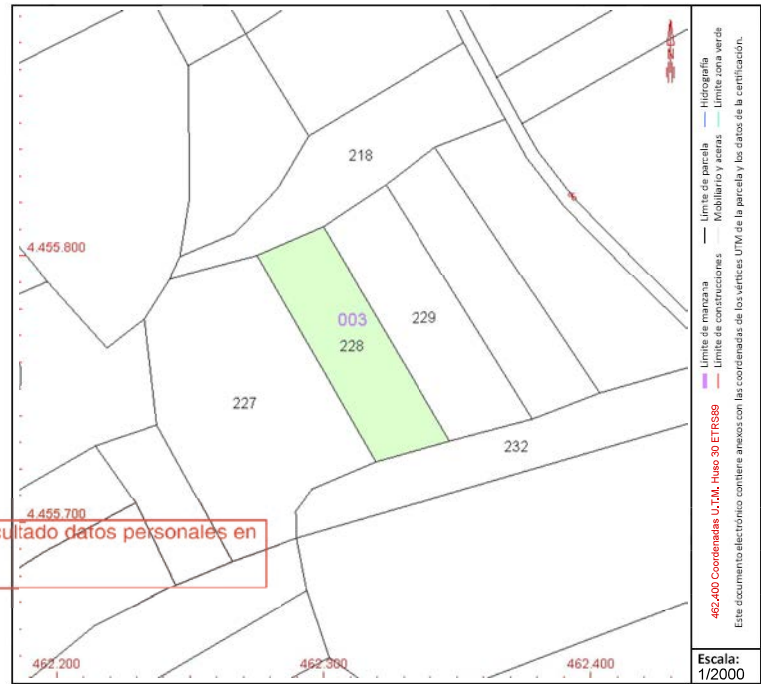 218
4.455.800
003
228
229
227
232
4.455.700
cultado datos personales en
462.200
462.300
462.400
Límite de manzana
Límite de parcela
Hidrografía
Límite de construcciones
Mobiliario y aceras
Límite zona verde
462.400 Coordenadas U.T.M. Huso 30 ETRS89
Este documento electrónico contiene anexos con las coordenadas de los vértices UTM de la parcela y los datos de la certificación.
Escala:
1/2000